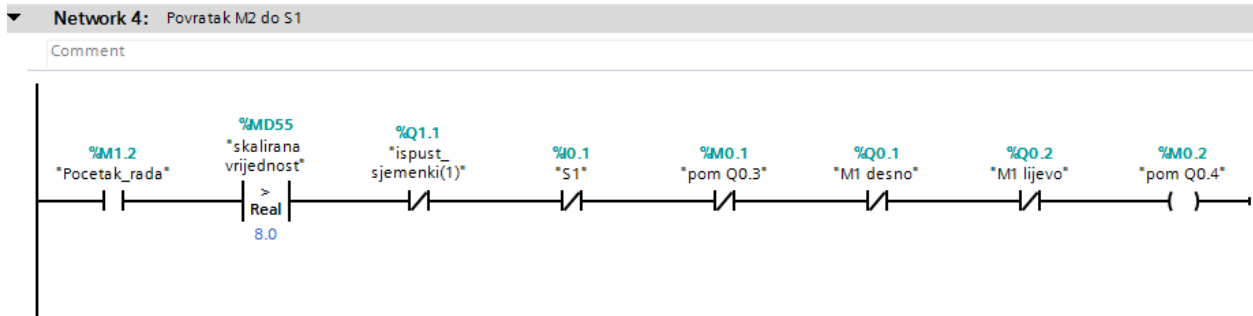 Network 4: Povratak M2 do S1
Comment
%M1.2
"Pocetak_rada"
%MD55
"skalirana
vrijednost"
>
Real
8.0
%Q1.1
"ispust_
sjemenki(1)"
%I0.1
"S1"
%M0.1
"pom Q0.3"
%Q0.1
"M1 desno"
%Q0.2
"M1 lijevo"
%M0.2
"pom Q0.4"